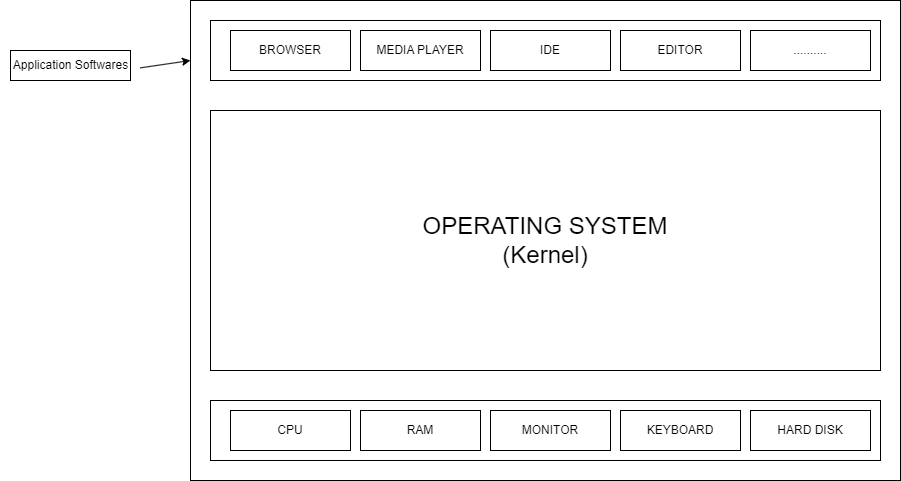 BROWSER
MEDIA PLAYER
IDE
EDITOR
..........
Application Softwares
OPERATING SYSTEM
(Kernel)
CPU
RAM
MONITOR
KEYBOARD
HARD DISK